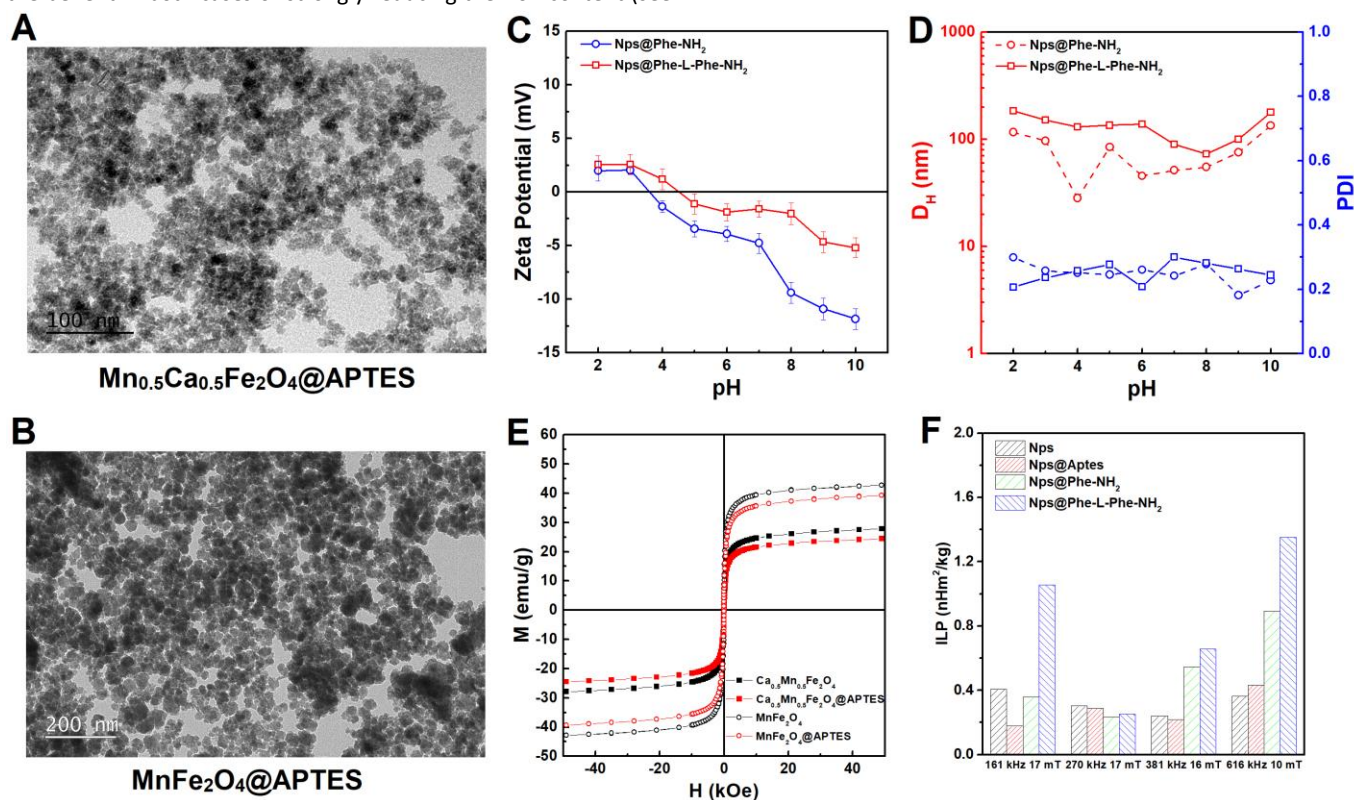 A
100 nm
Mn₀.₅Ca₀.₅Fe₂O₄@APTES
B
200 nm
MnFe₂O₄@APTES
C
Nps@Phe-NH₂
Nps@Phe-L-Phe-NH₂
Zeta Potential (mV)
15
10
5
0
-5
-10
-15
2 4 6 8 10
pH
D
Nps@Phe-NH₂
Nps@Phe-L-Phe-NH₂
D_H (nm)
1000
100
10
1
PDI
1.0
0.8
0.6
0.4
0.2
0.0
2 4 6 8 10
pH
E
M (emu/g)
60
50
40
30
20
10
0
-10
-20
-30
-40
-50
Ca₀.₅Mn₀.₅Fe₂O₄
Ca₀.₅Mn₀.₅Fe₂O₄@APTES
MnFe₂O₄
MnFe₂O₄@APTES
-40 -20 0 20 40
H (kOe)
F
Nps
Nps@Aptes
Nps@Phe-NH₂
Nps@Phe-L-Phe-NH₂
ILP (nHm²/kg)
2.0
1.6
1.2
0.8
0.4
0.0
161 kHz 17 mT 270 kHz 17 mT 381 kHz 16 mT 616 kHz 10 mT